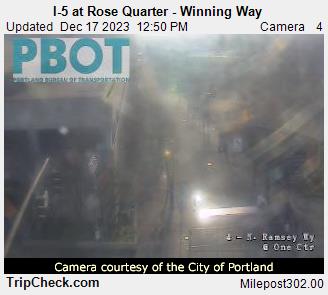 I-5 at Rose Quarter - Winning Way
Updated Dec 17 2023 12:50 PM Camera 4
PBOT
PORTLAND BUREAU OF TRANSPORTATION
4 - N. Ramsey Wy
@ One Ctr
Camera courtesy of the City of Portland
TripCheck.com Milepost302.00